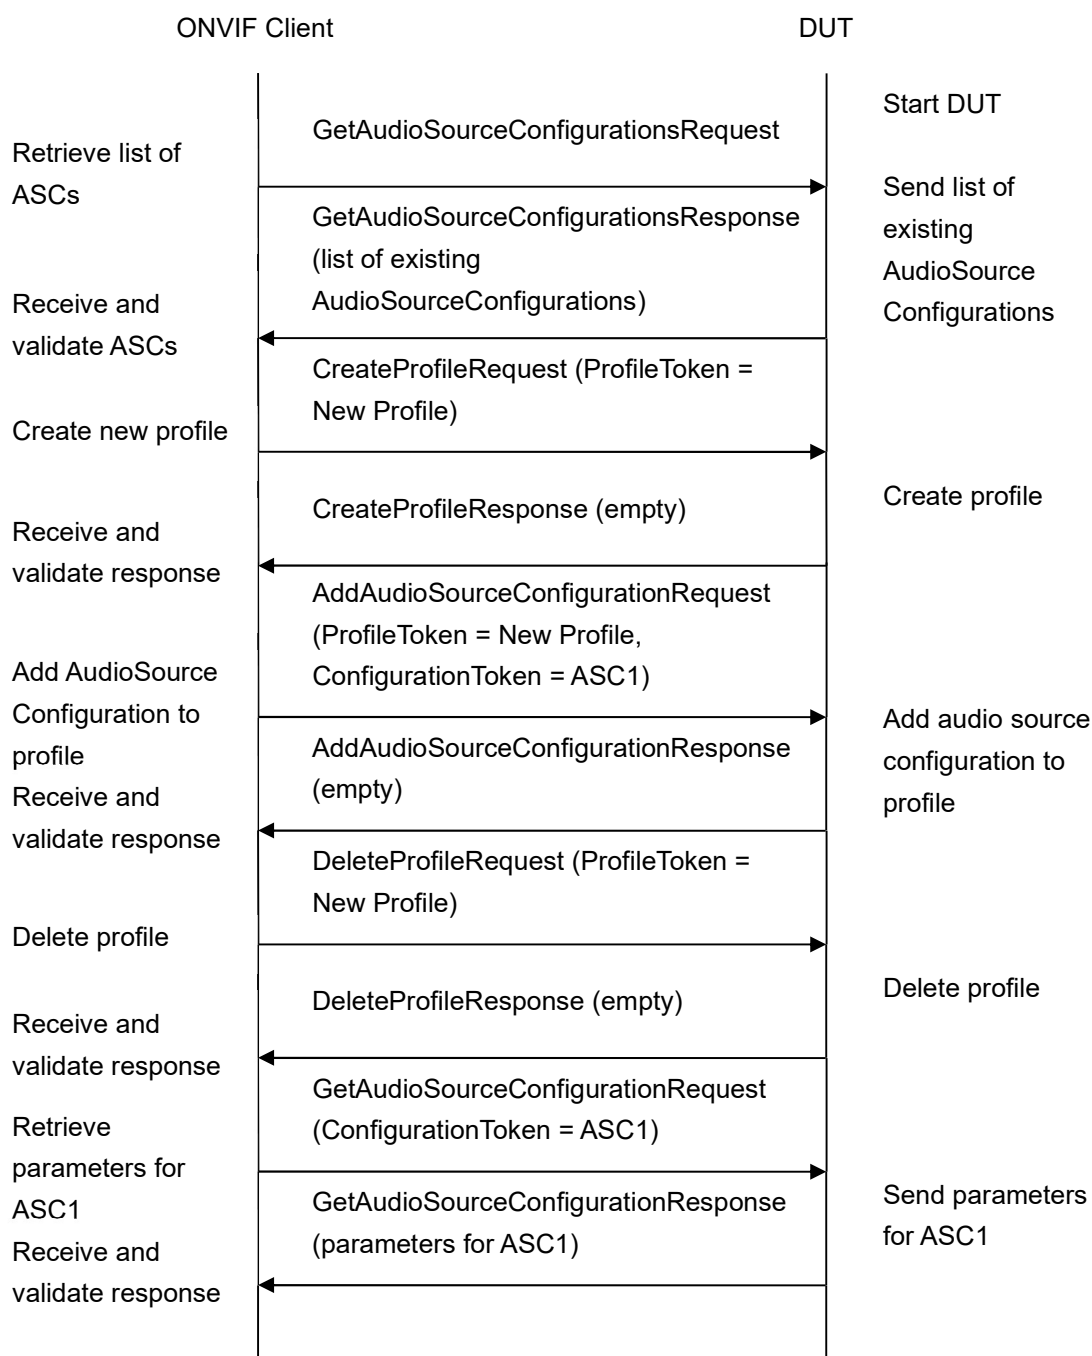 ONVIF Client
DUT
Start DUT
GetAudioSourceConfigurationsRequest
Retrieve list of
ASCs
Send list of
existing
AudioSource
Configurations
GetAudioSourceConfigurationsResponse
(list of existing
AudioSourceConfigurations)
Receive and
validate ASCs
CreateProfileRequest (ProfileToken =
New Profile)
Create new profile
Create profile
CreateProfileResponse (empty)
Receive and
validate response
AddAudioSourceConfigurationRequest
(ProfileToken = New Profile,
ConfigurationToken = ASC1)
Add AudioSource
Configuration to
profile
Add audio source
configuration to
profile
AddAudioSourceConfigurationResponse
(empty)
Receive and
validate response
DeleteProfileRequest (ProfileToken =
New Profile)
Delete profile
Delete profile
DeleteProfileResponse (empty)
Receive and
validate response
GetAudioSourceConfigurationRequest
(ConfigurationToken = ASC1)
Retrieve
parameters for
ASC1
Send parameters
for ASC1
GetAudioSourceConfigurationResponse
(parameters for ASC1)
Receive and
validate response